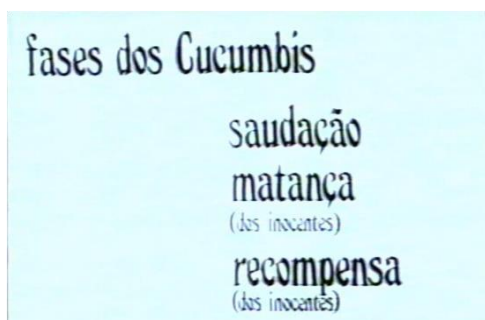 fases dos Cucumbis
saudação
matança
(dos inocentes)
recompensa
(dos inocentes)